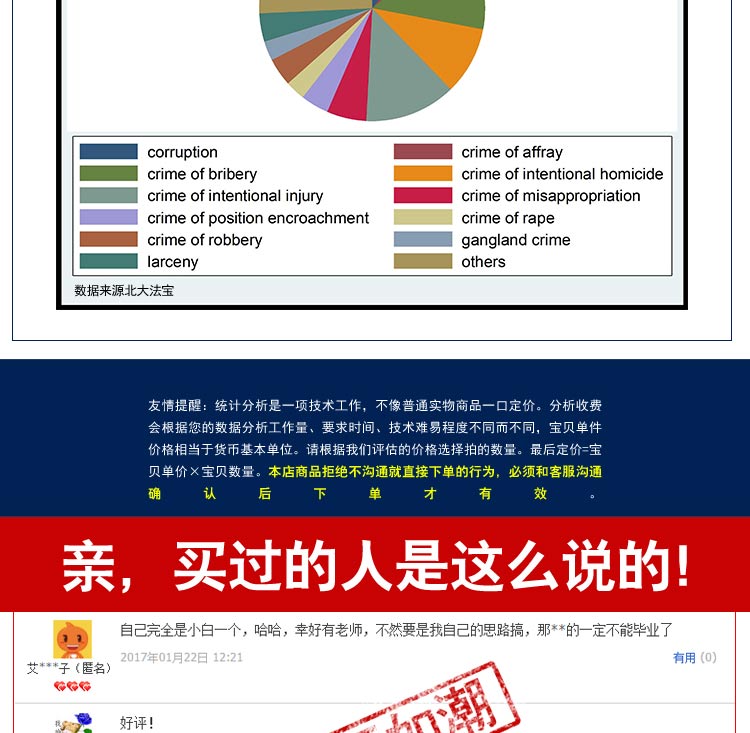 corruption
crime of affray
crime of bribery
crime of intentional homicide
crime of intentional injury
crime of misappropriation
crime of position encroachment
crime of rape
crime of robbery
gangland crime
larceny
others
数据来源北大法宝
友情提醒：统计分析是一项技术工作，不像普通实物商品一口定价。分析收费
会根据您的数据分析工作量、要求时间、技术难易程度不同而不同，宝贝单件
价格相当于货币基本单位。请根据我们评估的价格选择拍的数量。最后定价=宝
贝单价×宝贝数量。本店商品拒绝不沟通就直接下单的行为，必须和客服沟通
确认后下单才有效。
亲，买过的人是这么说的!
自己完全是小白一个，哈哈，幸好有老师，不然要是我自己的思路搞，那**的一定不能毕业了
2017年01月22日 12:21
有用 (0)
艾***子（匿名）
好评！
如潮